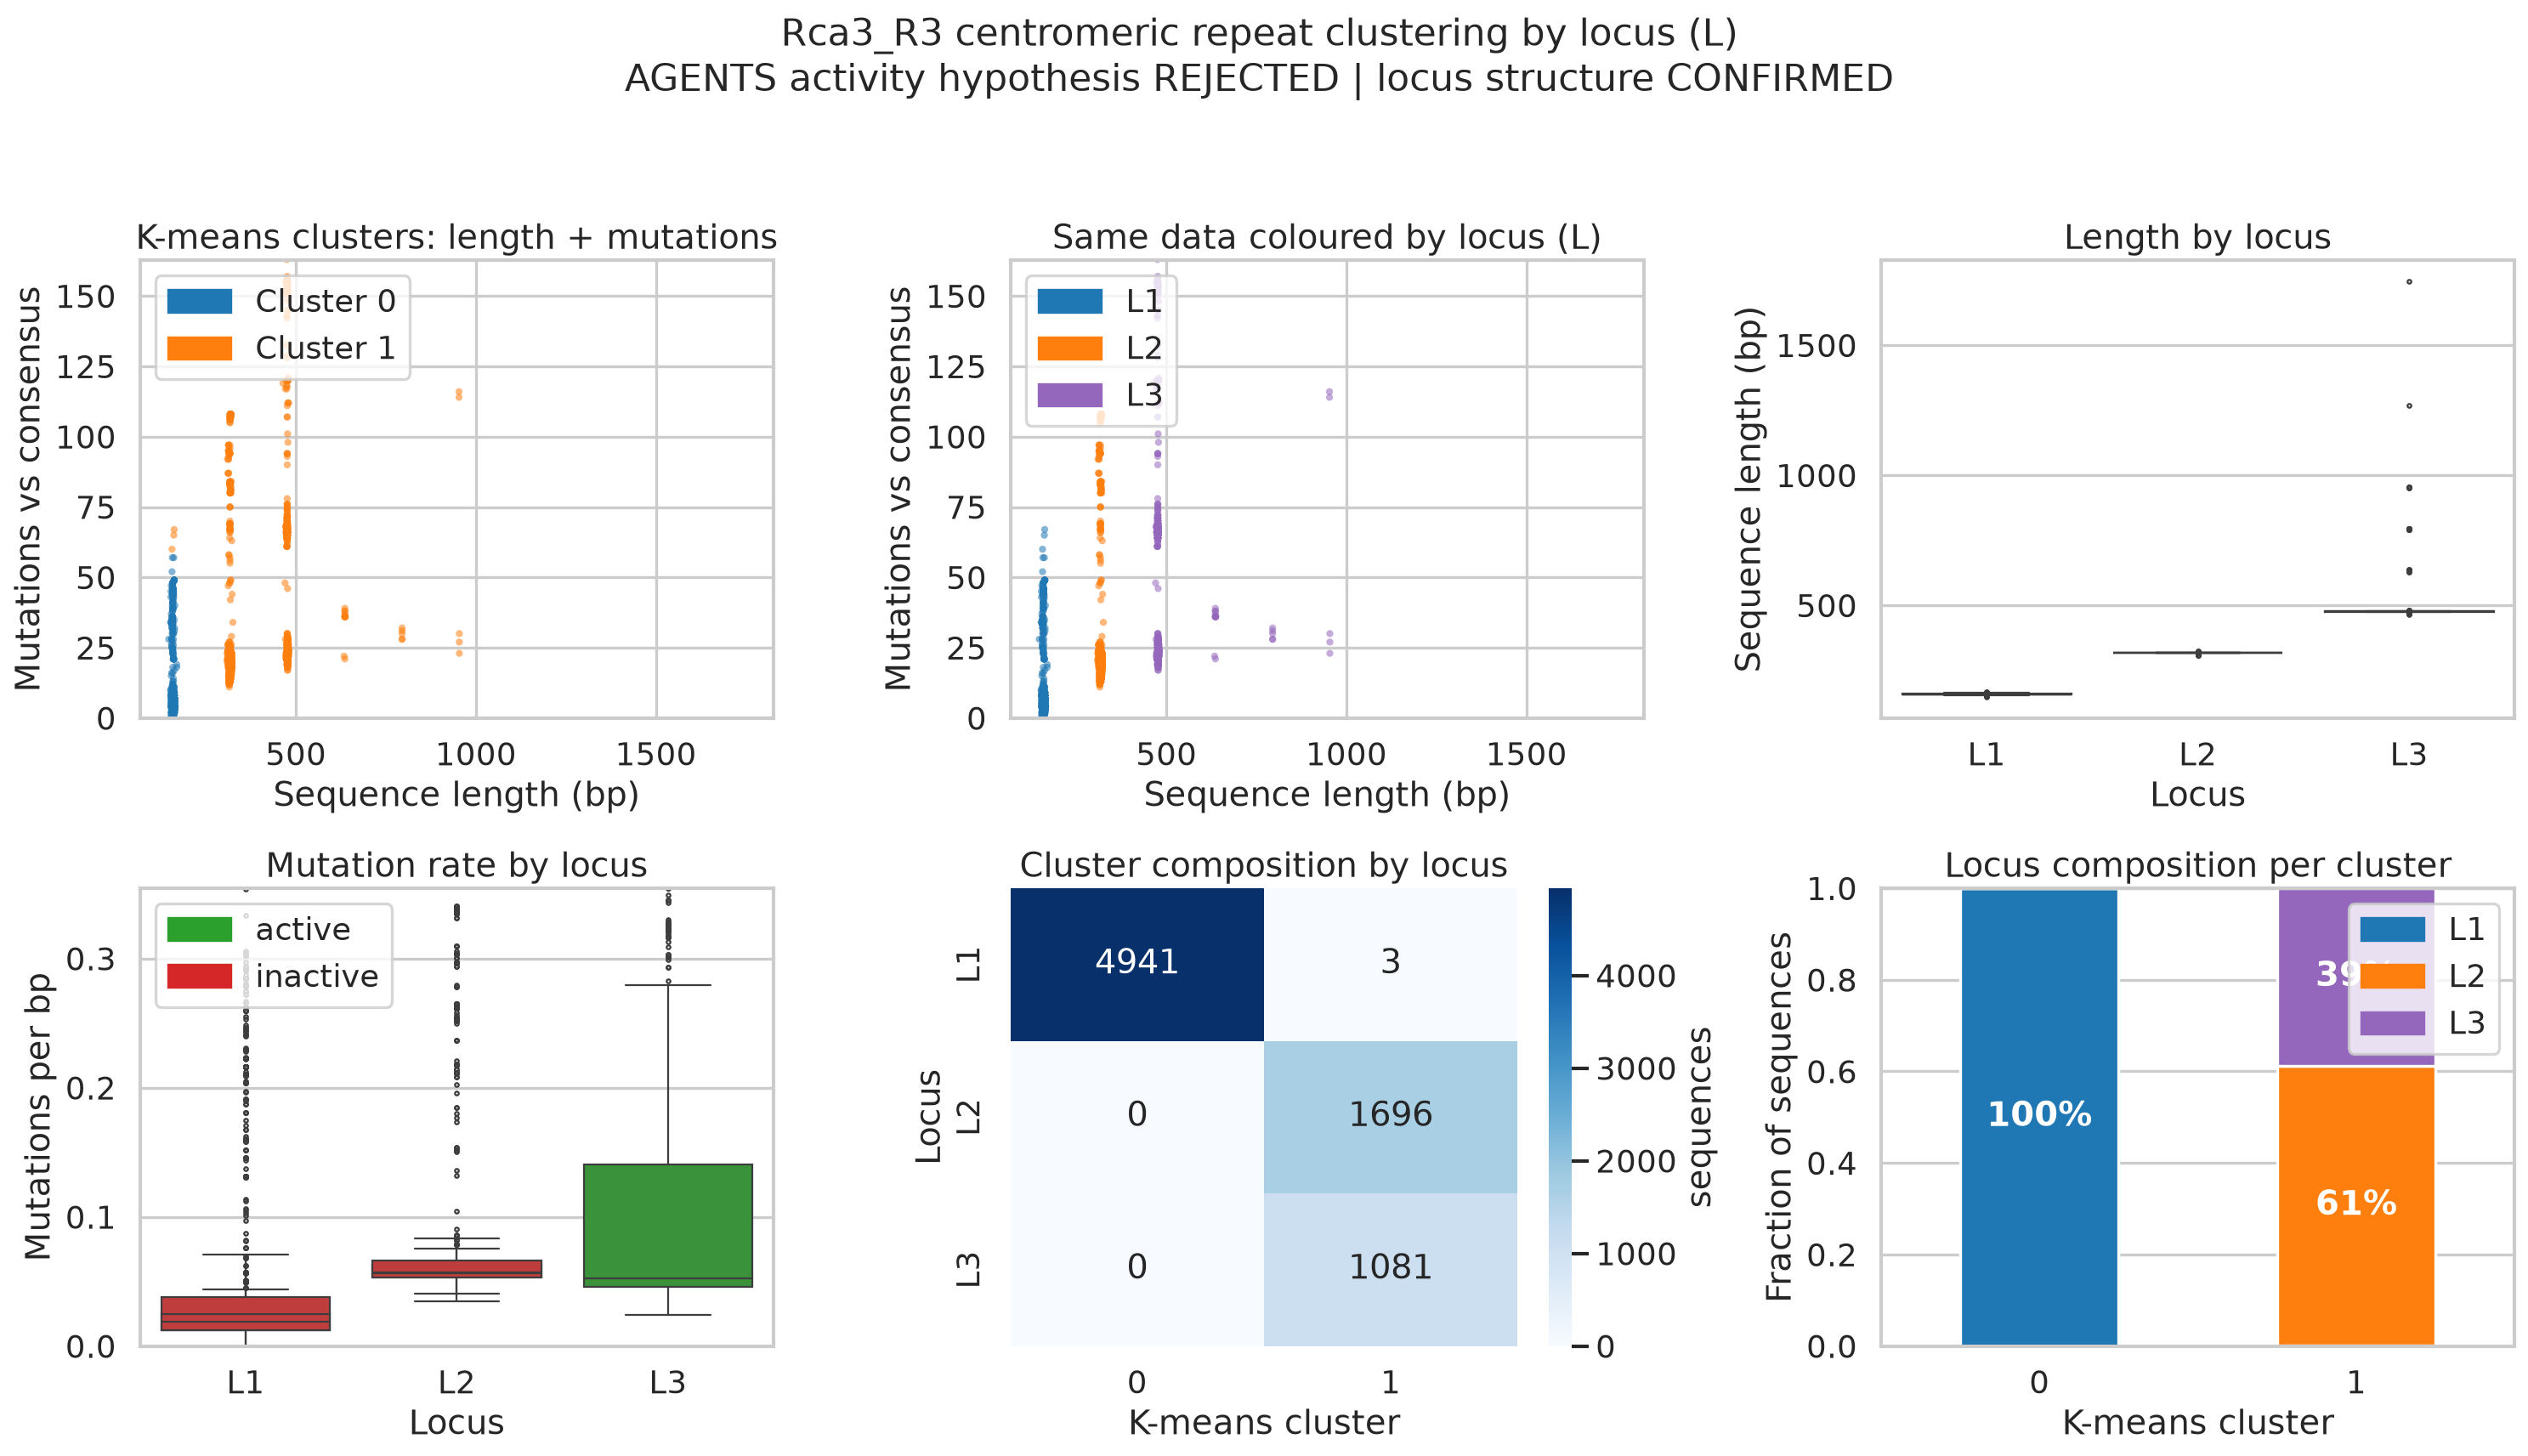 Rca3_R3 centromeric repeat clustering by locus (L)
AGENTS activity hypothesis REJECTED | locus structure CONFIRMED
K-means clusters: length + mutations
Mutations vs consensus
150
125
100
75
50
25
0
Cluster 0
Cluster 1
500
1000
1500
Sequence length (bp)
Same data coloured by locus (L)
Mutations vs consensus
150
125
100
75
50
25
0
L1
L2
L3
500
1000
1500
Sequence length (bp)
Length by locus
Sequence length (bp)
1500
1000
500
L1
L2
L3
Locus
Mutation rate by locus
Mutations per bp
0.3
0.2
0.1
0.0
active
inactive
L1
L2
L3
Locus
Cluster composition by locus
Locus
L1
L2
L3
4941
3
0
1696
0
1081
0
1
K-means cluster
4000
3000
2000
1000
0
sequences
Locus composition per cluster
Fraction of sequences
1.0
0.8
0.6
0.4
0.2
0.0
100%
39%
61%
L1
L2
L3
0
1
K-means cluster